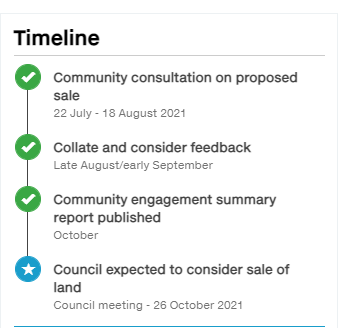 Timeline
Community consultation on proposed
sale
22 July - 18 August 2021
Collate and consider feedback
Late August/early September
Community engagement summary
report published
October
Council expected to consider sale of
land
Council meeting - 26 October 2021